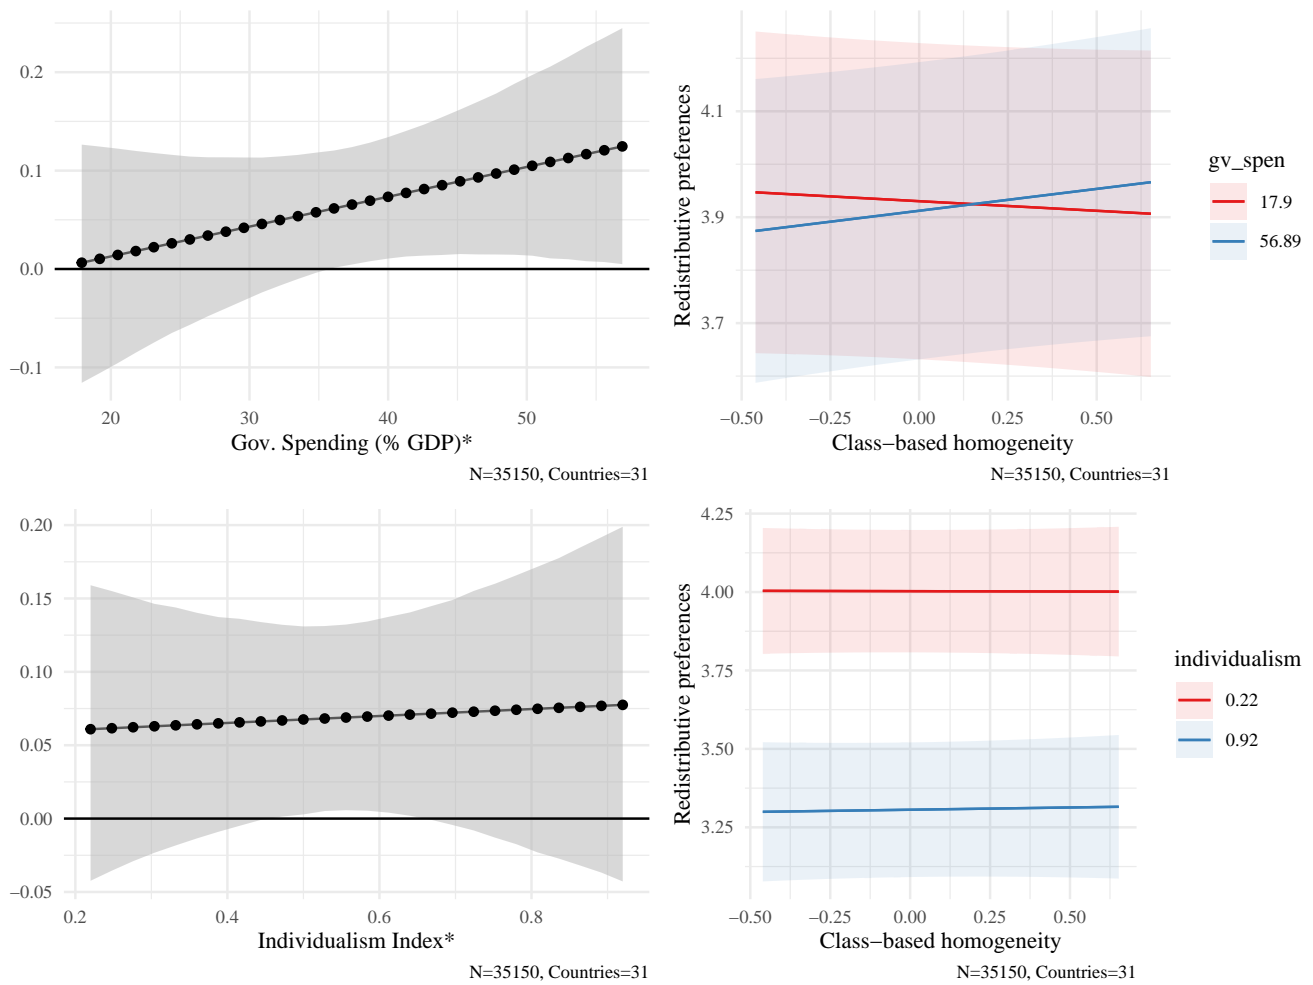 0.2
0.1
0.0
−0.1
20 30 40 50
Gov. Spending (% GDP)*
N=35150, Countries=31
Redistributive preferences
4.1
3.9
3.7
−0.50 −0.25 0.00 0.25 0.50
Class−based homogeneity
N=35150, Countries=31
gv_spen
17.9
56.89
0.20
0.15
0.10
0.05
0.00
−0.05
0.2 0.4 0.6 0.8
Individualism Index*
N=35150, Countries=31
Redistributive preferences
4.25
4.00
3.75
3.50
3.25
−0.50 −0.25 0.00 0.25 0.50
Class−based homogeneity
N=35150, Countries=31
individualism
0.22
0.92